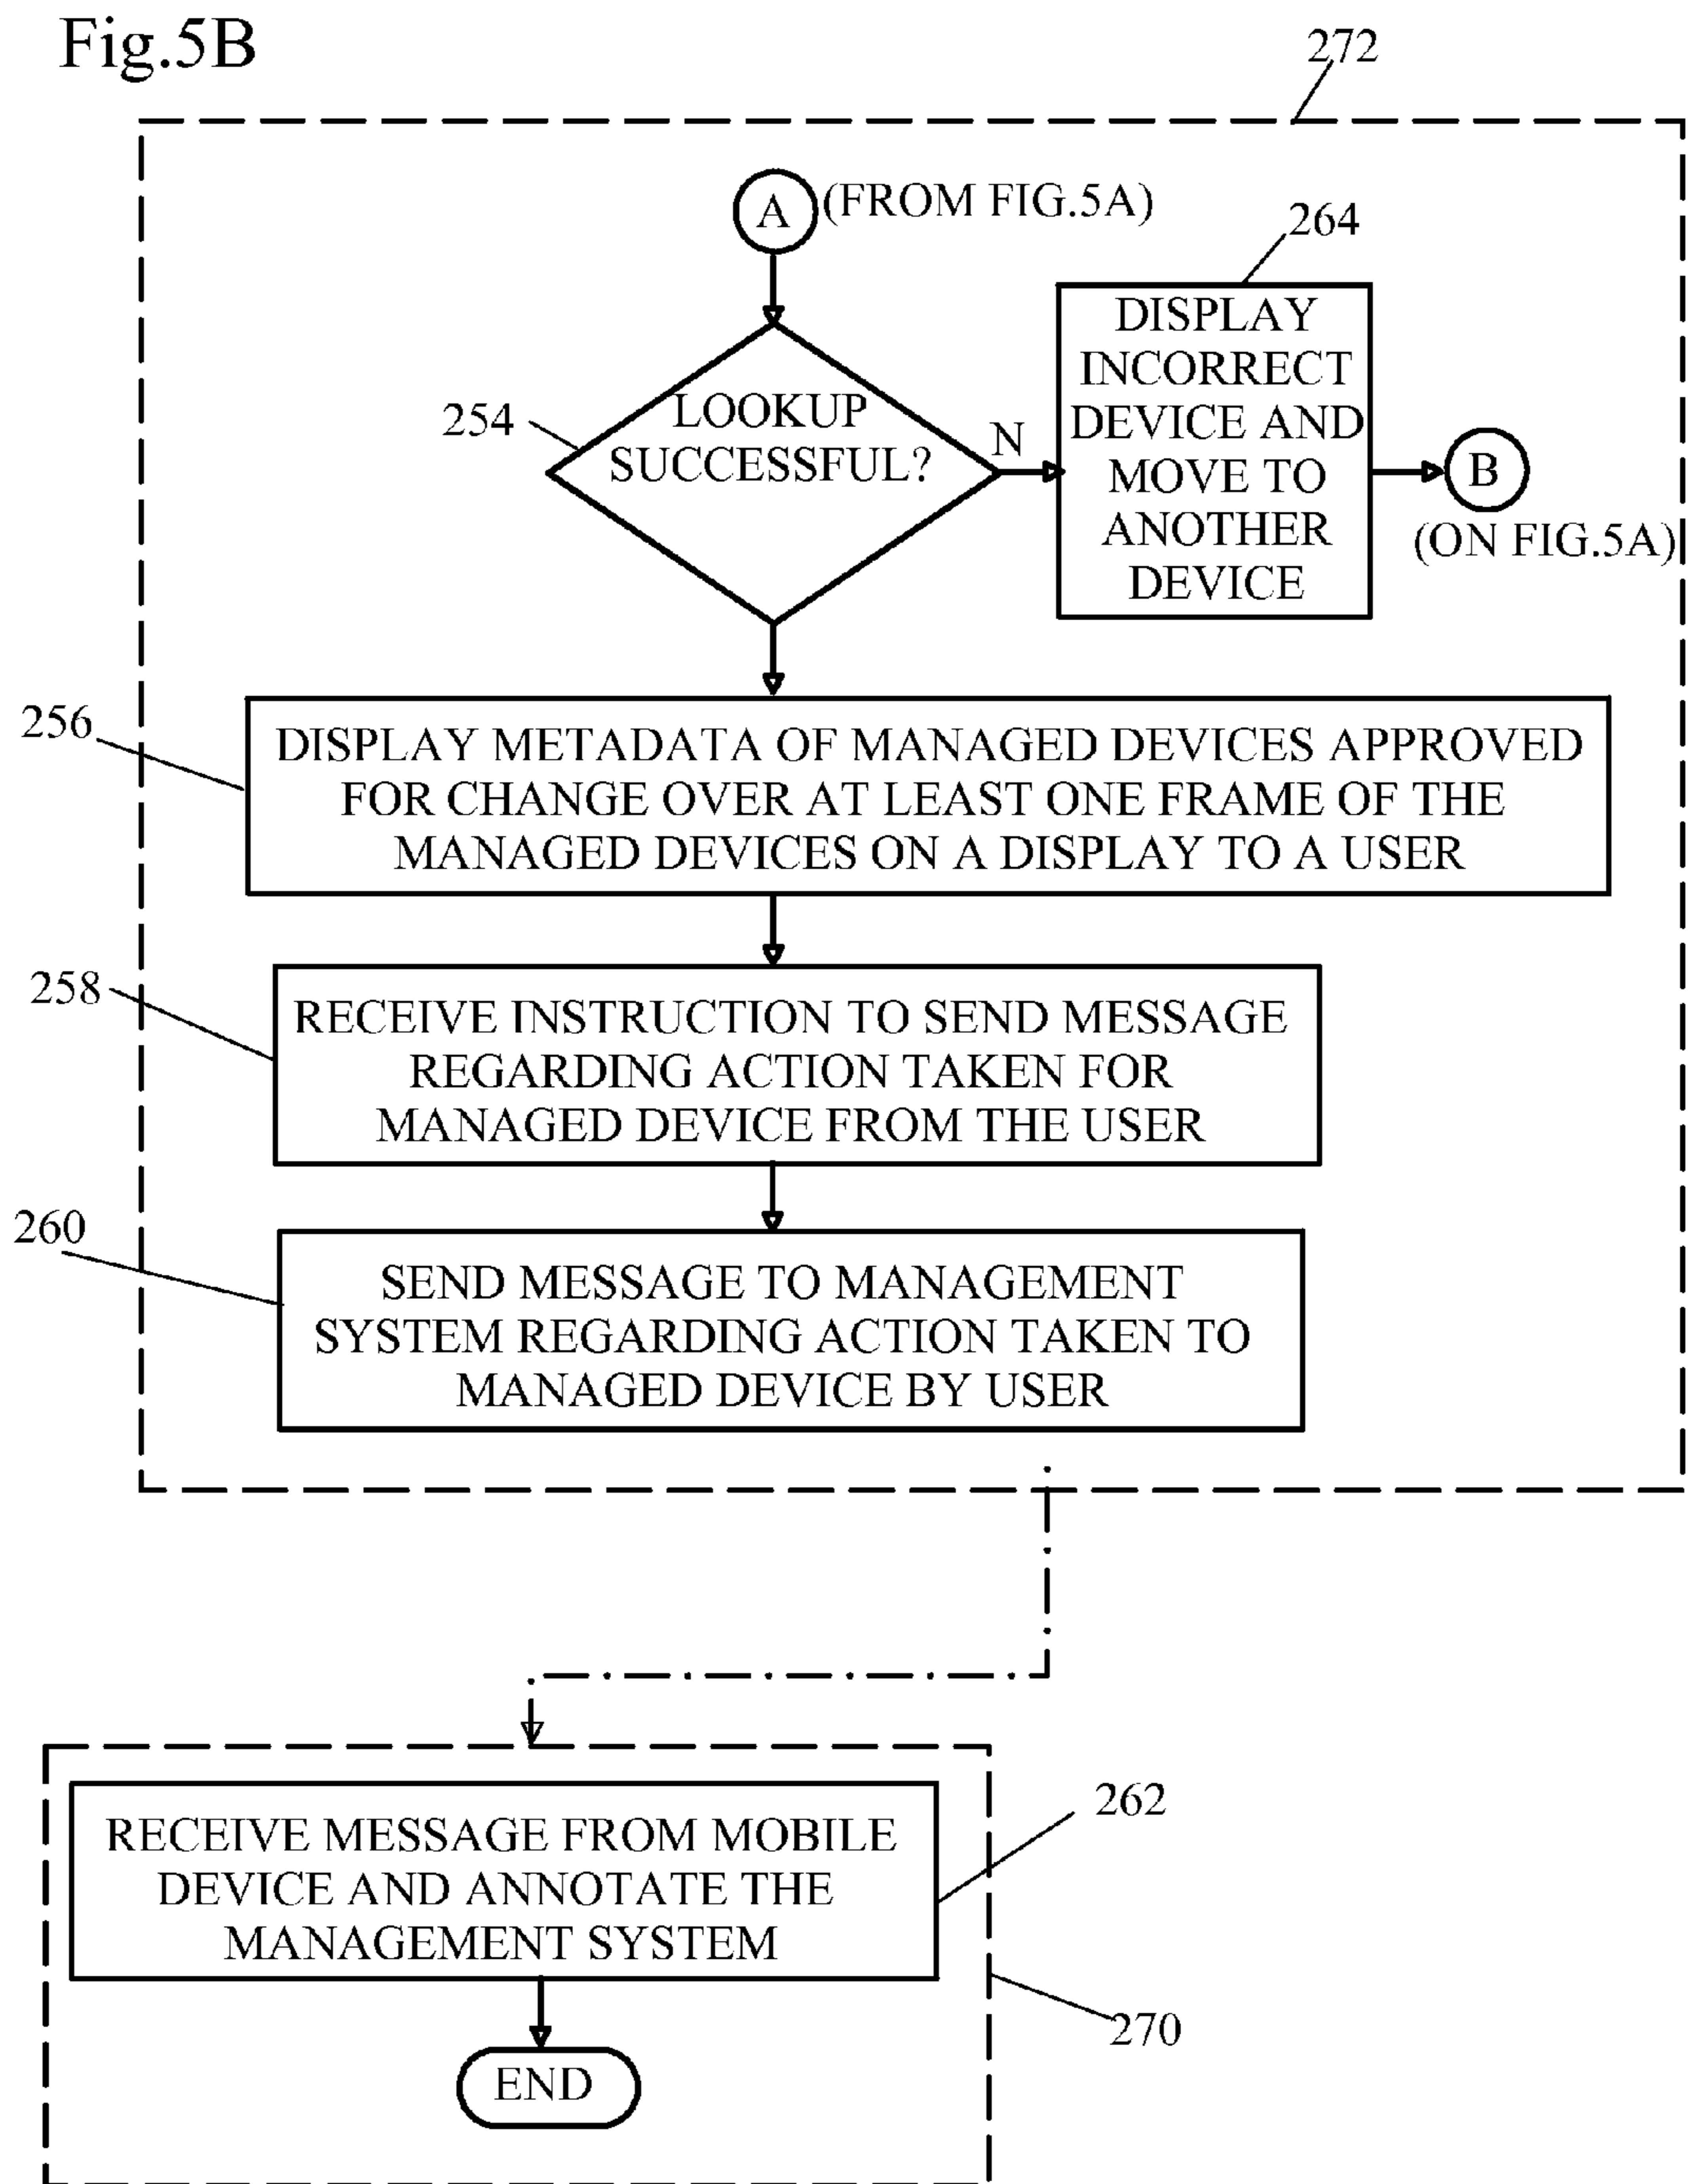 Fig.5B
272
A
(FROM FIG.5A)
264
DISPLAY
INCORRECT
DEVICE AND
MOVE TO
ANOTHER
DEVICE
254
LOOKUP
SUCCESSFUL?
N
B
(ON FIG.5A)
256
DISPLAY METADATA OF MANAGED DEVICES APPROVED
FOR CHANGE OVER AT LEAST ONE FRAME OF THE
MANAGED DEVICES ON A DISPLAY TO A USER
258
RECEIVE INSTRUCTION TO SEND MESSAGE
REGARDING ACTION TAKEN FOR
MANAGED DEVICE FROM THE USER
260
SEND MESSAGE TO MANAGEMENT
SYSTEM REGARDING ACTION TAKEN TO
MANAGED DEVICE BY USER
262
RECEIVE MESSAGE FROM MOBILE
DEVICE AND ANNOTATE THE
MANAGEMENT SYSTEM
270
END